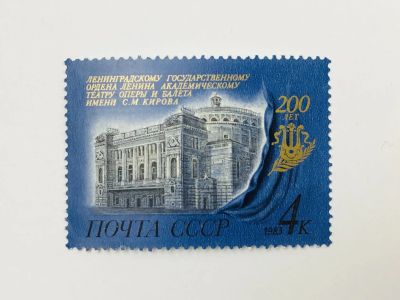 ЛЕНИНГРАДСКОМУ ГОСУДАРСТВЕННОМУ
ОРДЕНА ЛЕНИНА АКАДЕМИЧЕСКОМУ
ТЕАТРУ ОПЕРЫ И БАЛЕТА
ИМЕНИ С.М.КИРОВА
200
ЛЕТ
ПОЧТА СССР
1983
4К